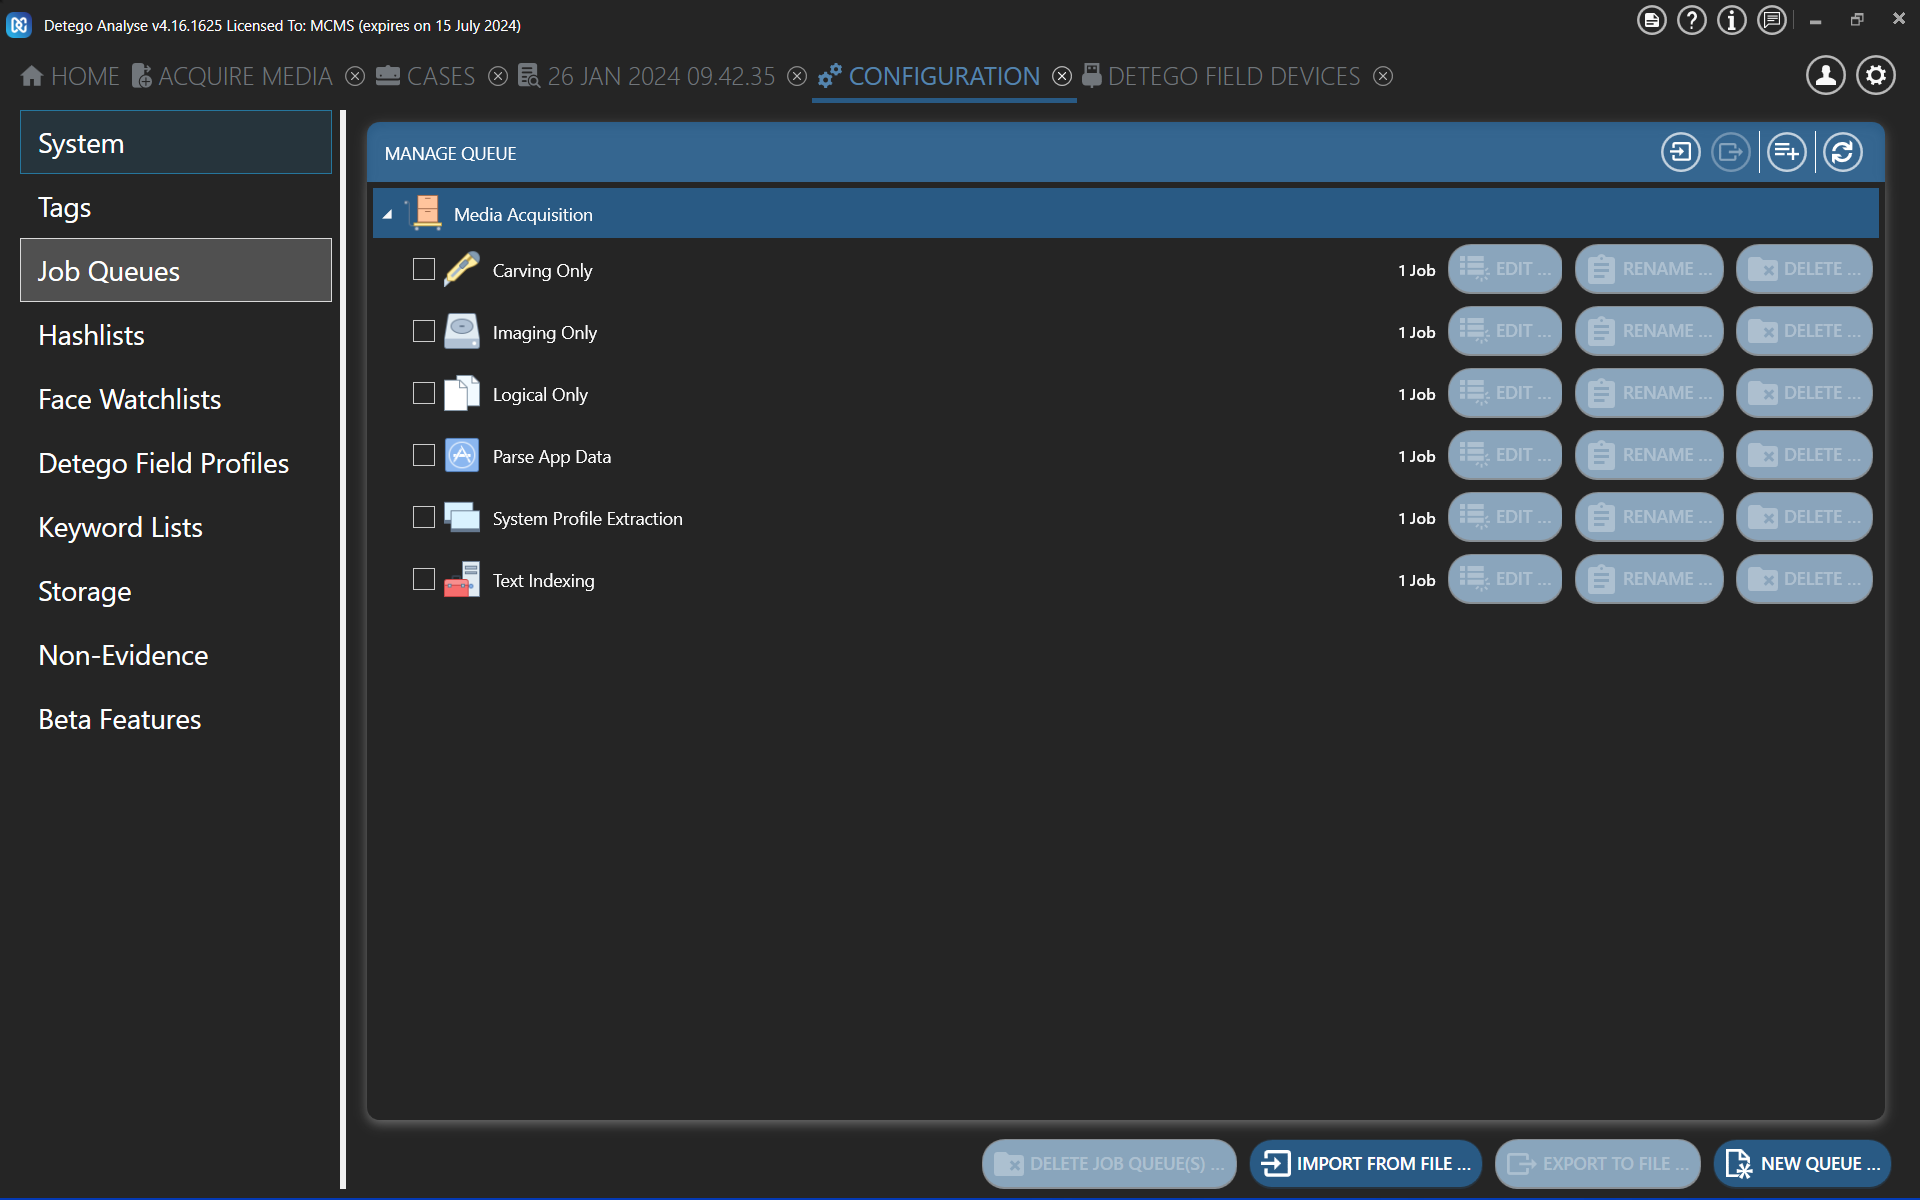 Detego Analyse v4.16.1625 Licensed To: MCMS (expires on 15 July 2024)
HOME ACQUIRE MEDIA CASES 26 JAN 2024 09.42.35 CONFIGURATION DETEGO FIELD DEVICES
System
Tags
Job Queues
Hashlists
Face Watchlists
Detego Field Profiles
Keyword Lists
Storage
Non-Evidence
Beta Features
MANAGE QUEUE
Media Acquisition
Carving Only 1 Job EDIT ... RENAME ... DELETE ...
Imaging Only 1 Job EDIT ... RENAME ... DELETE ...
Logical Only 1 Job EDIT ... RENAME ... DELETE ...
Parse App Data 1 Job EDIT ... RENAME ... DELETE ...
System Profile Extraction 1 Job EDIT ... RENAME ... DELETE ...
Text Indexing 1 Job EDIT ... RENAME ... DELETE ...
DELETE JOB QUEUE(S) ... IMPORT FROM FILE ... EXPORT TO FILE ... NEW QUEUE ...